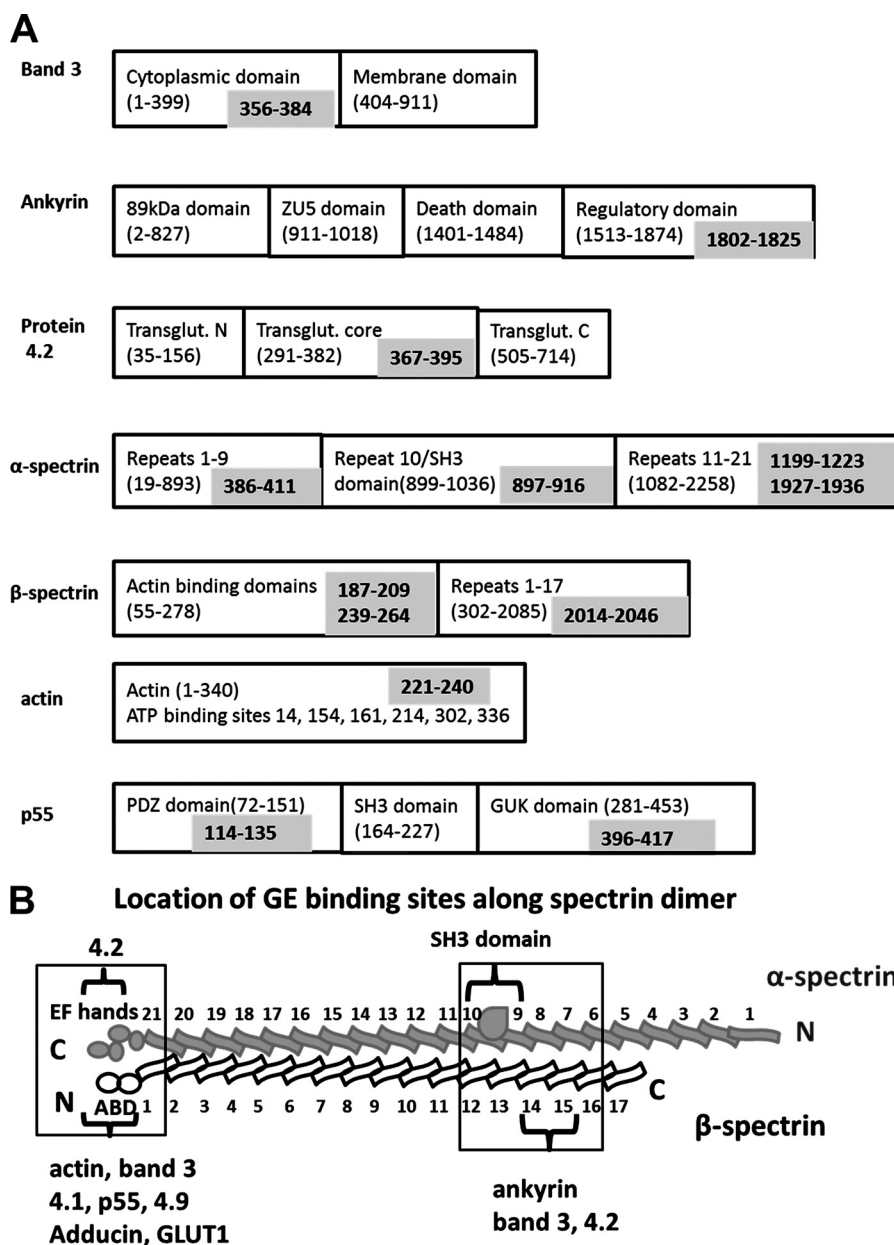 A
Band 3
Cytoplasmic domain
(1-399)
356-384
Membrane domain
(404-911)
Ankyrin
89kDa domain
(2-827)
ZU5 domain
(911-1018)
Death domain
(1401-1484)
Regulatory domain
(1513-1874)
1802-1825
Protein
4.2
Transglut. N
(35-156)
Transglut. core
(291-382)
367-395
Transglut. C
(505-714)
α-spectrin
Repeats 1-9
(19-893)
386-411
Repeat 10/SH3
domain(899-1036)
897-916
Repeats 11-21
(1082-2258)
1199-1223
1927-1936
β-spectrin
Actin binding domains
(55-278)
187-209
239-264
Repeats 1-17
(302-2085)
2014-2046
actin
Actin (1-340)
221-240
ATP binding sites 14, 154, 161, 214, 302, 336
p55
PDZ domain(72-151)
114-135
SH3 domain
(164-227)
GUK domain (281-453)
396-417
B
Location of GE binding sites along spectrin dimer
4.2
SH3 domain
α-spectrin
EF hands 21 20 19 18 17 16 15 14 13 12 11 10 9 8 7 6 5 4 3 2 1
C
N
N
ABD 1 2 3 4 5 6 7 8 9 10 11 12 13 14 15 16 17
C
β-spectrin
actin, band 3
4.1, p55, 4.9
Adducin, GLUT1
ankyrin
band 3, 4.2